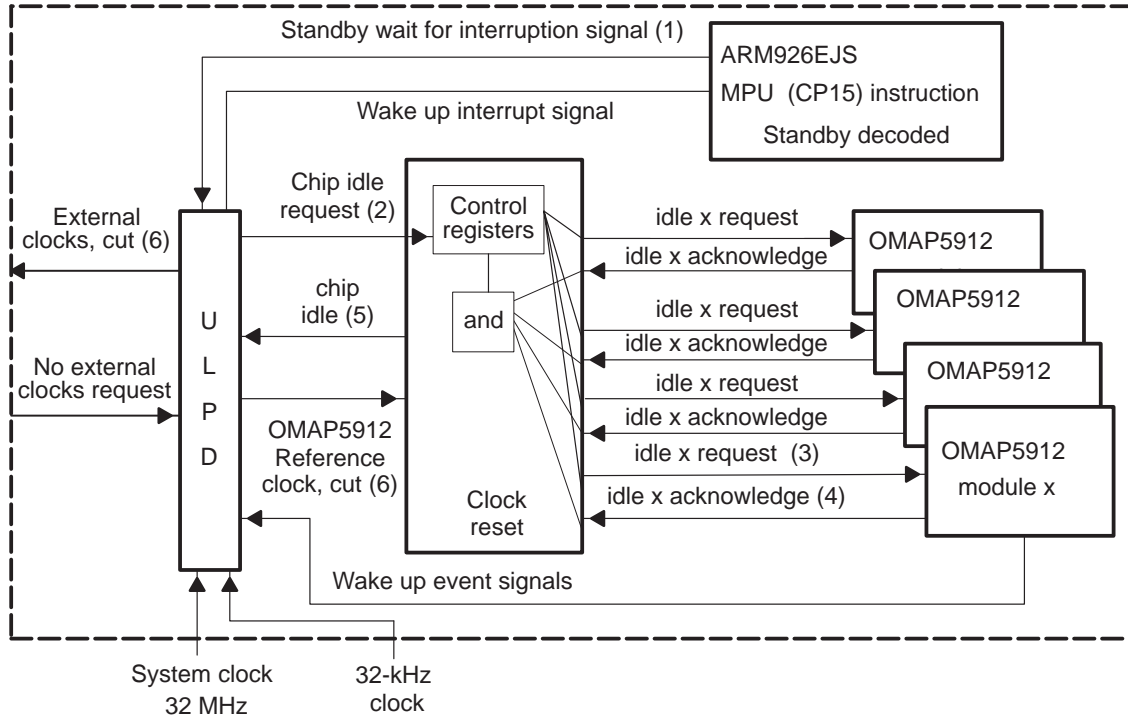 Standby wait for interruption signal (1)
ARM926EJS
MPU (CP15) instruction
Standby decoded
Wake up interrupt signal
External
clocks, cut (6)
No external
clocks request
U
L
P
D
Chip idle
request (2)
chip
idle (5)
OMAP5912
Reference
clock, cut (6)
Control
registers
and
Clock
reset
idle x request
idle x acknowledge
idle x request
idle x acknowledge
idle x request
idle x acknowledge
idle x request (3)
idle x acknowledge (4)
OMAP5912
OMAP5912
OMAP5912
OMAP5912
module x
Wake up event signals
System clock
32 MHz
32-kHz
clock